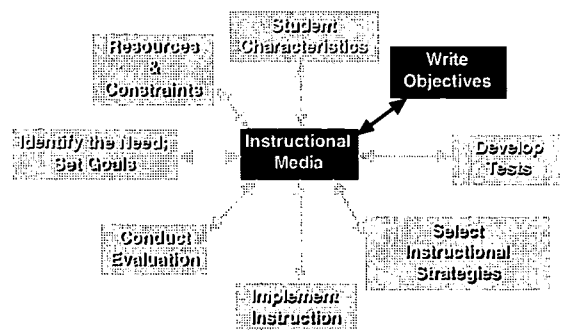 Student
Characteristics
Resources
&
Constraints
Write
Objectives
Identify the Need;
Set Goals
Instructional
Media
Develop
Tests
Conduct
Evaluation
Select
Instructional
Strategies
Implement
Instruction